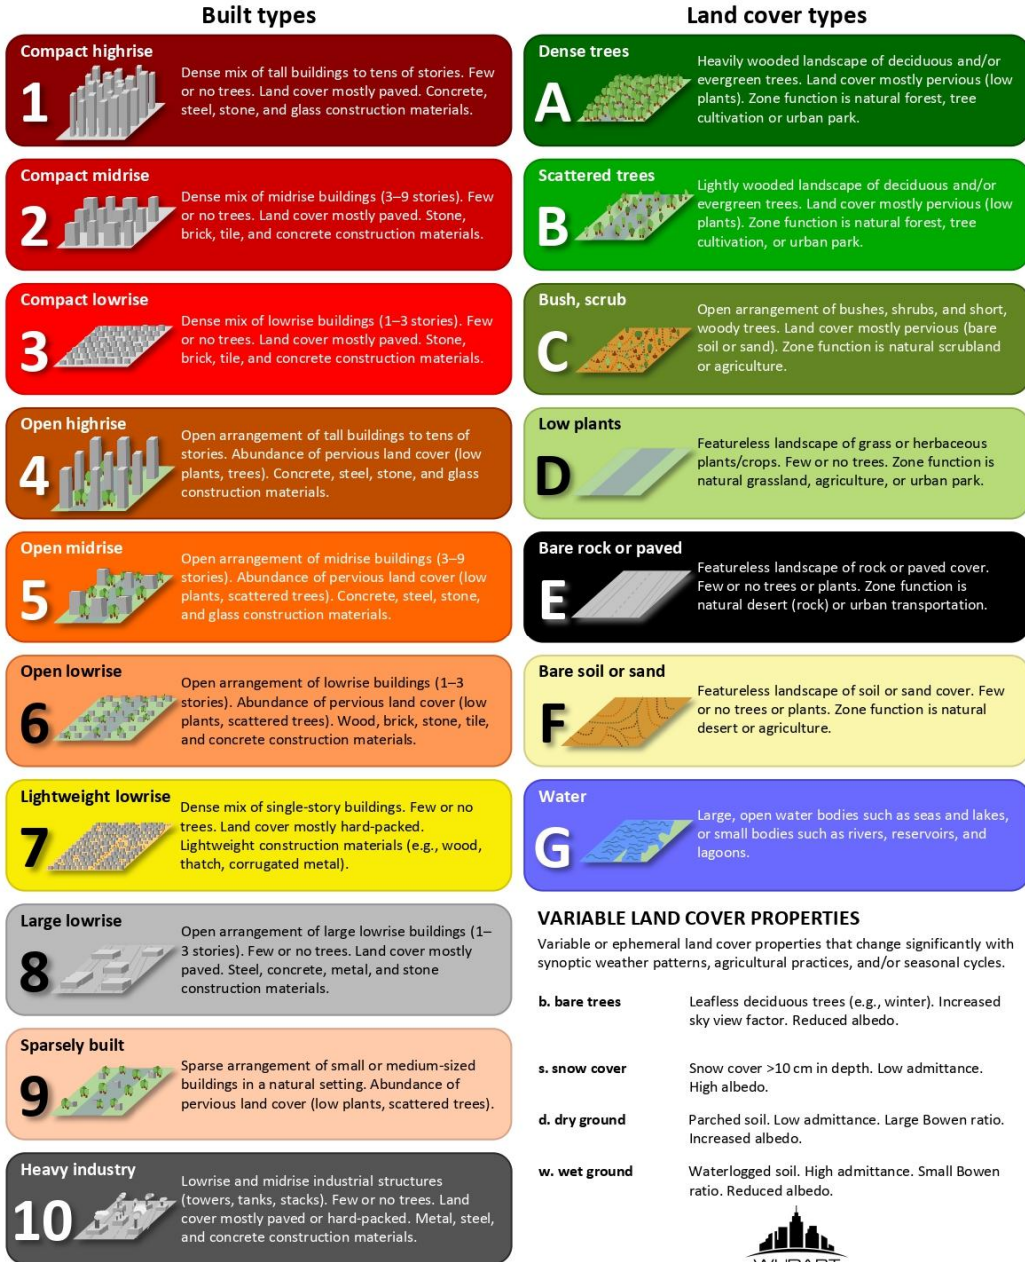 Built types
Compact highrise
1
Dense mix of tall buildings to tens of stories. Few
or no trees. Land cover mostly paved. Concrete,
steel, stone, and glass construction materials.
Compact midrise
2
Dense mix of midrise buildings (3–9 stories). Few
or no trees. Land cover mostly paved. Stone,
brick, tile, and concrete construction materials.
Compact lowrise
3
Dense mix of lowrise buildings (1–3 stories). Few
or no trees. Land cover mostly paved. Stone,
brick, tile, and concrete construction materials.
Open highrise
4
Open arrangement of tall buildings to tens of
stories. Abundance of pervious land cover (low
plants, trees). Concrete, steel, stone, and glass
construction materials.
Open midrise
5
Open arrangement of midrise buildings (3–9
stories). Abundance of pervious land cover (low
plants, scattered trees). Concrete, steel, stone,
and glass construction materials.
Open lowrise
6
Open arrangement of lowrise buildings (1–3
stories). Abundance of pervious land cover (low
plants, scattered trees). Wood, brick, stone, tile,
and concrete construction materials.
Lightweight lowrise
7
Dense mix of single-story buildings. Few or no
trees. Land cover mostly hard-packed.
Lightweight construction materials (e.g., wood,
thatch, corrugated metal).
Large lowrise
8
Open arrangement of large lowrise buildings (1–
3 stories). Few or no trees. Land cover mostly
paved. Steel, concrete, metal, and stone
construction materials.
Sparsely built
9
Sparse arrangement of small or medium-sized
buildings in a natural setting. Abundance of
pervious land cover (low plants, scattered trees).
Heavy industry
10
Lowrise and midrise industrial structures
(towers, tanks, stacks). Few or no trees. Land
cover mostly paved or hard-packed. Metal, steel,
and concrete construction materials.
Land cover types
Dense trees
A
Heavily wooded landscape of deciduous and/or
evergreen trees. Land cover mostly pervious (low
plants). Zone function is natural forest, tree
cultivation or urban park.
Scattered trees
B
Lightly wooded landscape of deciduous and/or
evergreen trees. Land cover mostly pervious (low
plants). Zone function is natural forest, tree
cultivation, or urban park.
Bush, scrub
C
Open arrangement of bushes, shrubs, and short,
woody trees. Land cover mostly pervious (bare
soil or sand). Zone function is natural scrubland
or agriculture.
Low plants
D
Featureless landscape of grass or herbaceous
plants/crops. Few or no trees. Zone function is
natural grassland, agriculture, or urban park.
Bare rock or paved
E
Featureless landscape of rock or paved cover.
Few or no trees or plants. Zone function is
natural desert (rock) or urban transportation.
Bare soil or sand
F
Featureless landscape of soil or sand cover. Few
or no trees or plants. Zone function is natural
desert or agriculture.
Water
G
Large, open water bodies such as seas and lakes,
or small bodies such as rivers, reservoirs, and
lagoons.
VARIABLE LAND COVER PROPERTIES
Variable or ephemeral land cover properties that change significantly with
synoptic weather patterns, agricultural practices, and/or seasonal cycles.
b. bare trees
Leafless deciduous trees (e.g., winter). Increased
sky view factor. Reduced albedo.
s. snow cover
Snow cover >10 cm in depth. Low admittance.
High albedo.
d. dry ground
Parched soil. Low admittance. Large Bowen ratio.
Increased albedo.
w. wet ground
Waterlogged soil. High admittance. Small Bowen
ratio. Reduced albedo.